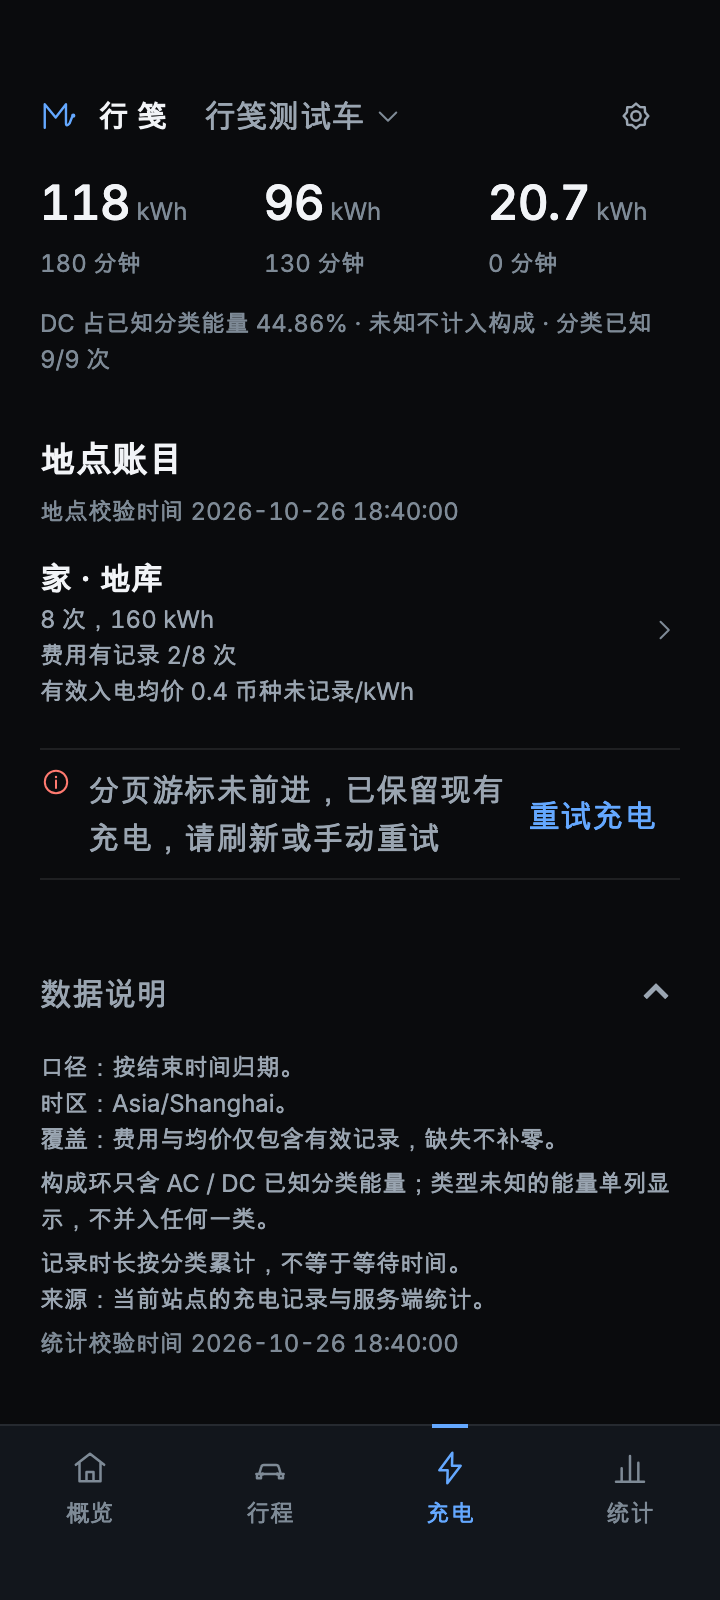 行笺 行笺测试车
118 kWh 96 kWh 20.7 kWh
180 分钟 130 分钟 0 分钟
DC 占已知分类能量 44.86% · 未知不计入构成 · 分类已知
9/9 次
地点账目
地点校验时间 2026-10-26 18:40:00
家 · 地库
8 次，160 kWh
费用有记录 2/8 次
有效入电均价 0.4 币种未记录/kWh
分页游标未前进，已保留现有
充电，请刷新或手动重试
重试充电
数据说明
口径：按结束时间归期。
时区：Asia/Shanghai。
覆盖：费用与均价仅包含有效记录，缺失不补零。
构成环只含 AC / DC 已知分类能量；类型未知的能量单列显
示，不并入任何一类。
记录时长按分类累计，不等于等待时间。
来源：当前站点的充电记录与服务端统计。
统计校验时间 2026-10-26 18:40:00
概览 行程 充电 统计